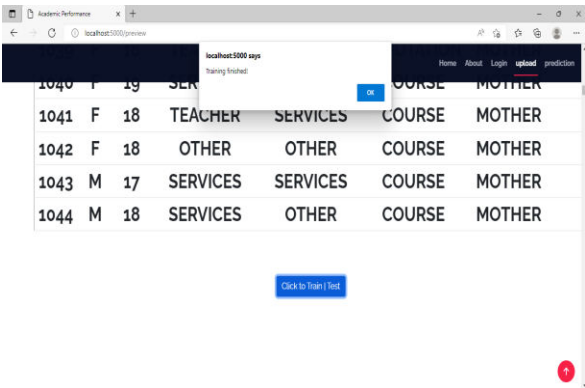 Academic Performance
localhost:5000/preview
localhost:5000 says
Training finished!
OK
Home About Login upload prediction
1040 F 19 SER COURSE MOTHER
1041 F 18 TEACHER SERVICES COURSE MOTHER
1042 F 18 OTHER OTHER COURSE MOTHER
1043 M 17 SERVICES SERVICES COURSE MOTHER
1044 M 18 SERVICES OTHER COURSE MOTHER
Click to Train | Test